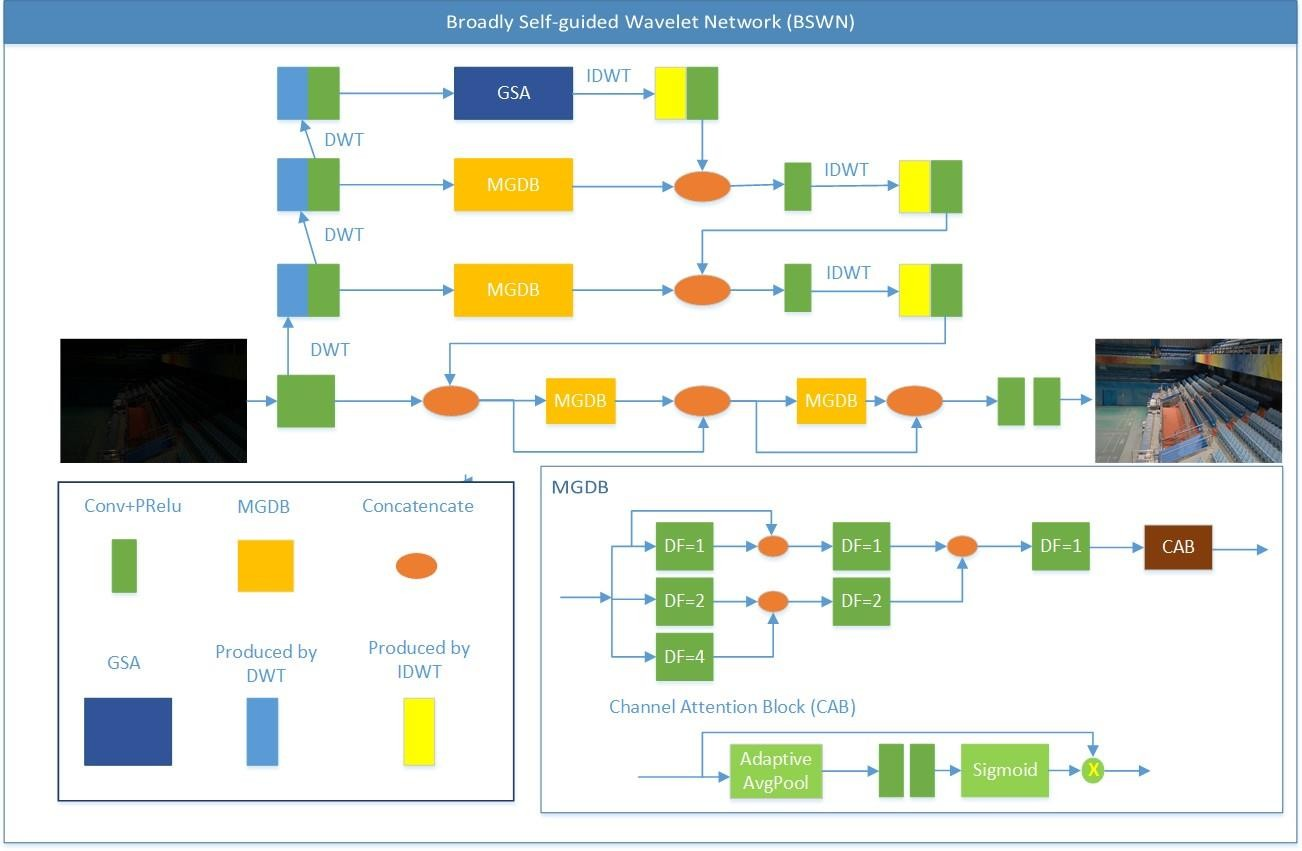 Broadly Self-guided Wavelet Network (BSWN)
GSA
IDWT
DWT
MGDB
IDWT
DWT
MGDB
IDWT
DWT
MGDB
MGDB
Conv+PRelu
MGDB
Concatencate
GSA
Produced by
DWT
Produced by
IDWT
MGDB
DF=1
DF=1
DF=1
CAB
DF=2
DF=2
DF=4
Channel Attention Block (CAB)
Adaptive
AvgPool
Sigmoid
X